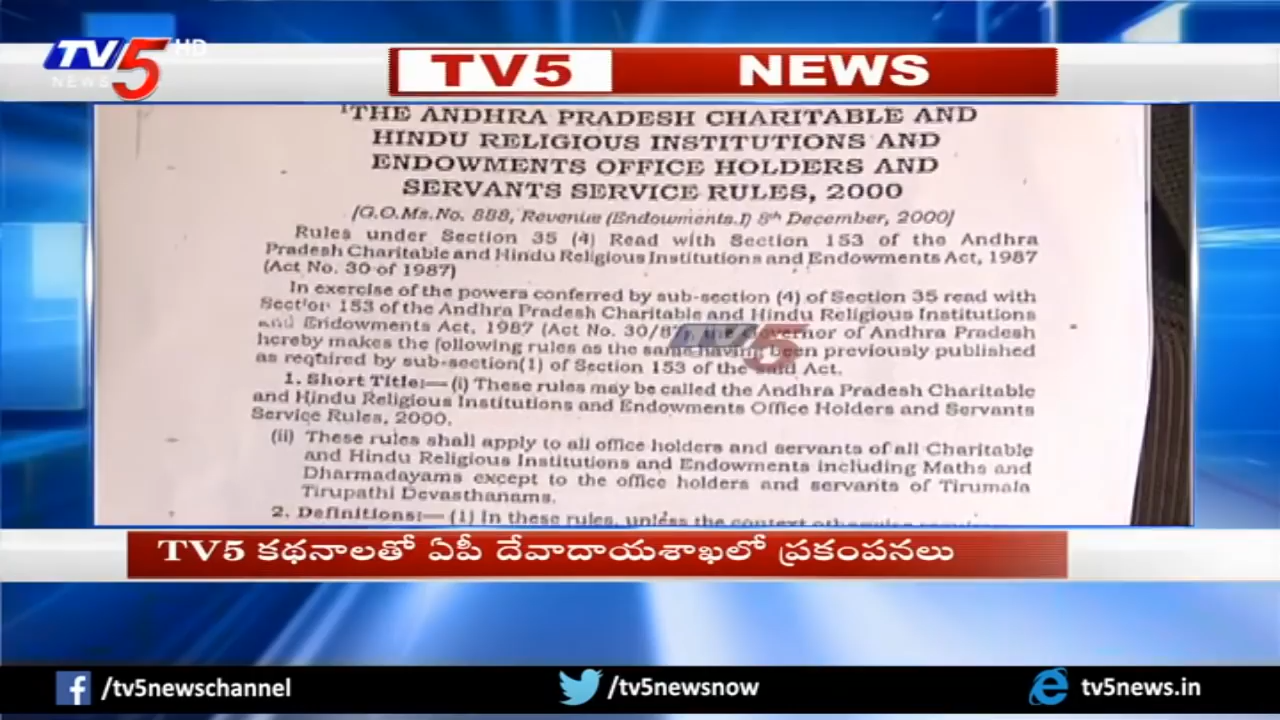 TV5 HD
NEWS
TV5 NEWS
¹THE ANDHRA PRADESH CHARITABLE AND
HINDU RELIGIOUS INSTITUTIONS AND
ENDOWMENTS OFFICE HOLDERS AND
SERVANTS SERVICE RULES, 2000
[G.O.Ms.No. 888, Revenue (Endowments.I) 8th December, 2000]
Rules under Section 35 (4) Read with Section 153 of the Andhra
Pradesh Charitable and Hindu Religious Institutions and Endowments Act, 1987
(Act No. 30 of 1987)
In exercise of the powers conferred by sub-section (4) of Section 35 read with
Section 153 of the Andhra Pradesh Charitable and Hindu Religious Institutions
and Endowments Act, 1987 (Act No. 30/87), the Governor of Andhra Pradesh
hereby makes the following rules as the same having been previously published
as required by sub-section(1) of Section 153 of the said Act.
1. Short Title:— (i) These rules may be called the Andhra Pradesh Charitable
and Hindu Religious Institutions and Endowments Office Holders and Servants
Service Rules, 2000.
(ii) These rules shall apply to all office holders and servants of all Charitable
and Hindu Religious Institutions and Endowments including Maths and
Dharmadayams except to the office holders and servants of Tirumala
Tirupathi Devasthanams.
2. Definitions:— (1) In these rules, unless the context otherwise
TV5 కథనాలతో ఏపీ దేవాదాయశాఖలో ప్రకంపనలు
/tv5newschannel /tv5newsnow tv5news.in